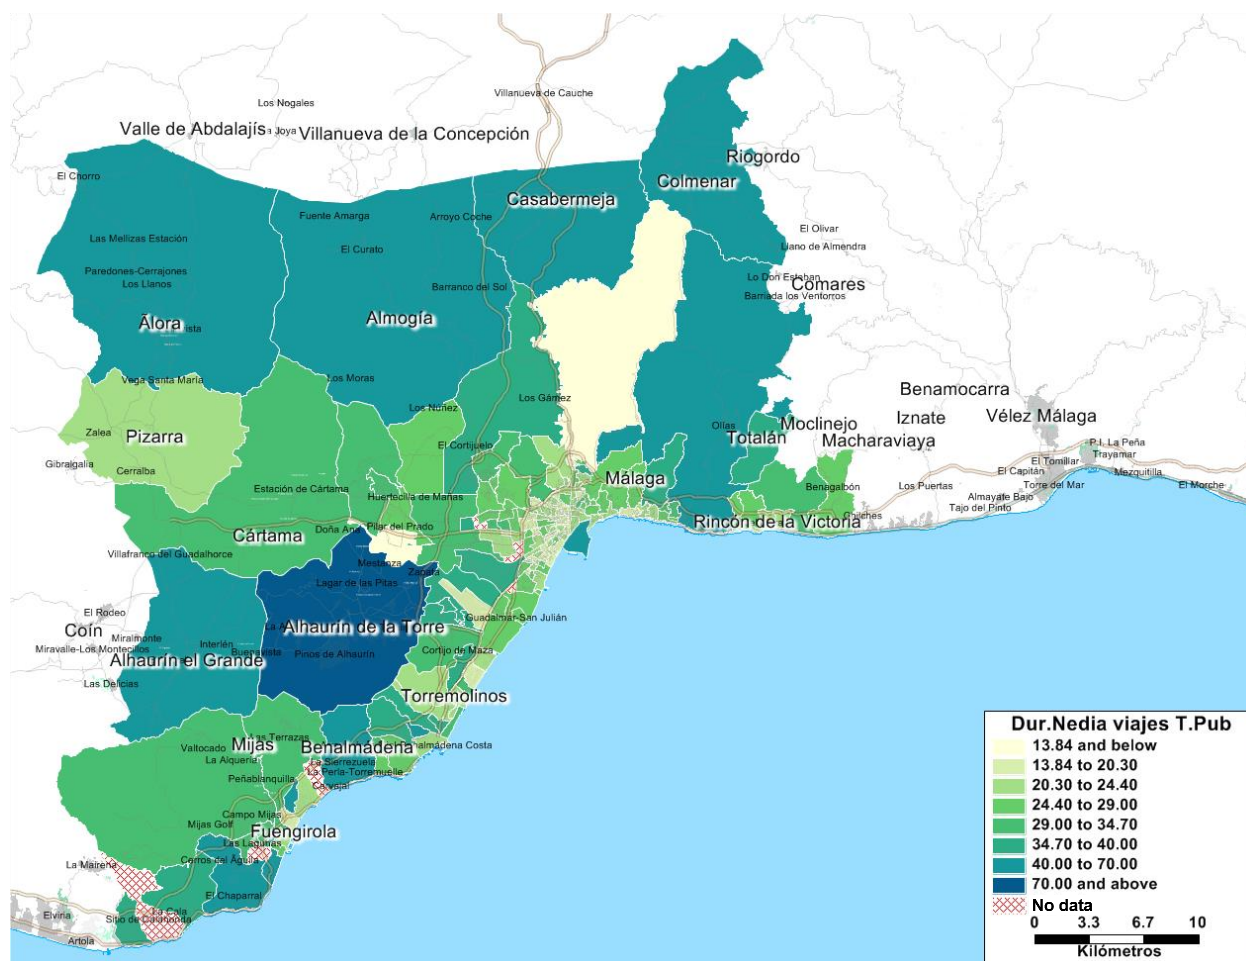 Villanueva de Cauche
Los Nogales
Valle de Abdalajís
a Joya
Villanueva de la Concepción
Riogordo
El Chorro
Colmenar
Casabermeja
Fuente Amarga
Arroyo Coche
El Olivar
Las Mellizas Estación
El Curato
Llano de Almendra
Paredones-Cerrajones
Lo Don Esteban
Los Llanos
Barranco del Sol
Comares
Barriada los Ventorros
Ãlora
ista
Almogía
Vega Santa María
Los Moras
Benamocarra
Los Gámez
Los Núñez
Iznate
Vélez Málaga
Olías
Moclinejo
Zalea
Pizarra
El Cortijuelo
Totalán
Macharaviaya
P.I. La Peña
Trayamar
Gibralgalia
Cerralba
El Tomillar
El Capitán
Mezquitilla
Málaga
Estación de Cártama
Huertecilla de Mañas
Benagalbón
Los Puertas
Torre del Mar
El Morche
Almayate Bajo
Tajo del Pinto
Doña Ana
Pilar del Prado
Rincón de la Victoria
Cártama
Villafranco del Guadalhorce
Mestanza
Zapata
Lagar de las Pitas
El Rodeo
Guadalmar-San Julián
Coín
Miralmonte
Interlén
La A
Alhaurín de la Torre
Miravalle-Los Montecillos
Alhaurín el Grande
Buenavista
Pinos de Alhaurín
Cortijo de Maza
Las Delicias
Torremolinos
Valtocado
Mijas
Las Terrazas
Benalmádena
nalmádena Costa
La Alquería
La Sierrezuela
Peñablanquilla
La Perla-Torremuelle
Carvajal
Campo Mijas
Mijas Golf
Fuengirola
Las Lagunas
La Mairena
Cerros del Águila
El Chaparral
La Cala
Elviria
Sitio de Calahonda
Artola
Dur.Nedia viajes T.Pub
13.84 and below
13.84 to 20.30
20.30 to 24.40
24.40 to 29.00
29.00 to 34.70
34.70 to 40.00
40.00 to 70.00
70.00 and above
No data
0 3.3 6.7 10
Kilómetros